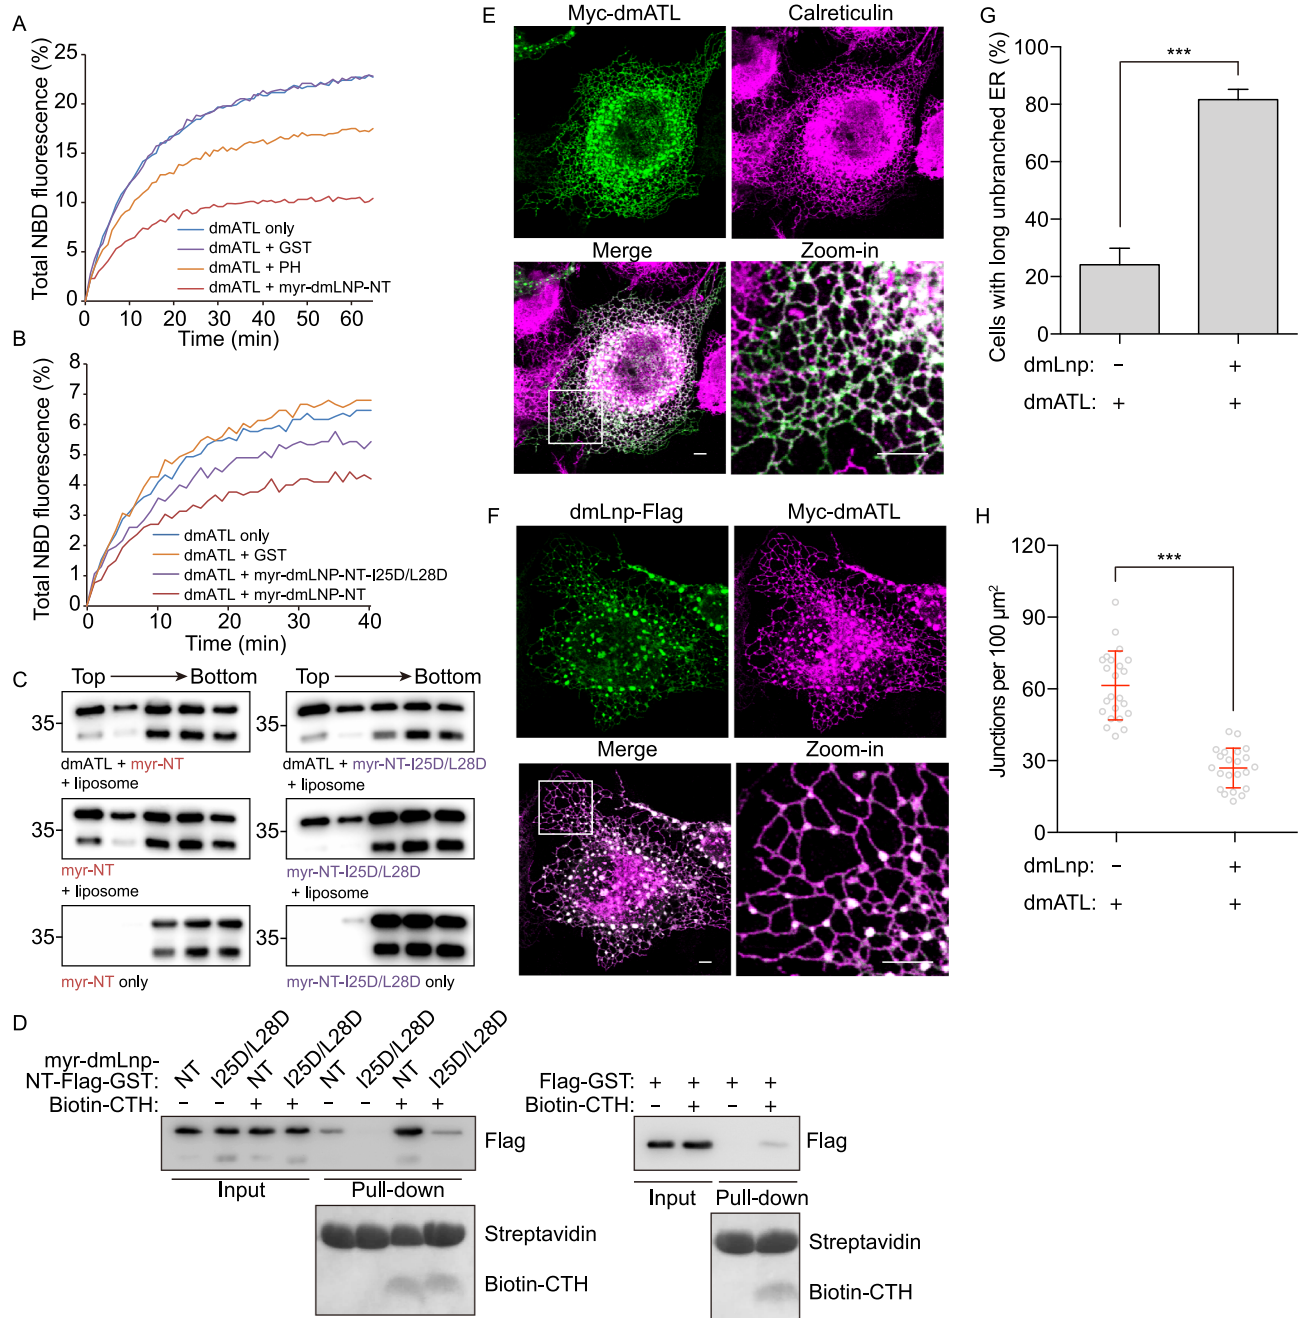 A
Total NBD fluorescence (%)
25
20
15
10
5
0
0 10 20 30 40 50 60
Time (min)
dmATL only
dmATL + GST
dmATL + PH
dmATL + myr-dmLNP-NT
B
Total NBD fluorescence (%)
8
7
6
5
4
3
2
1
0
0 10 20 30 40
Time (min)
dmATL only
dmATL + GST
dmATL + myr-dmLNP-NT-I25D/L28D
dmATL + myr-dmLNP-NT
C
Top Bottom
35
dmATL + myr-NT
+ liposome
35
myr-NT
+ liposome
35
myr-NT only
Top Bottom
35
dmATL + myr-NT-I25D/L28D
+ liposome
35
myr-NT-I25D/L28D
+ liposome
35
myr-NT-I25D/L28D only
D
myr-dmLnp-
NT-Flag-GST: NT I25D/L28D NT I25D/L28D NT I25D/L28D NT I25D/L28D
Biotin-CTH: − − + + − − + +
Flag
Input Pull-down
Streptavidin
Biotin-CTH
Flag-GST: + + + +
Biotin-CTH: − + − +
Flag
Input Pull-down
Streptavidin
Biotin-CTH
E
Myc-dmATL Calreticulin
Merge Zoom-in
F
dmLnp-Flag Myc-dmATL
Merge Zoom-in
G
Cells with long unbranched ER (%)
100
80
60
40
20
0
***
dmLnp: − +
dmATL: + +
H
Junctions per 100 µm²
120
90
60
30
0
***
dmLnp: − +
dmATL: + +